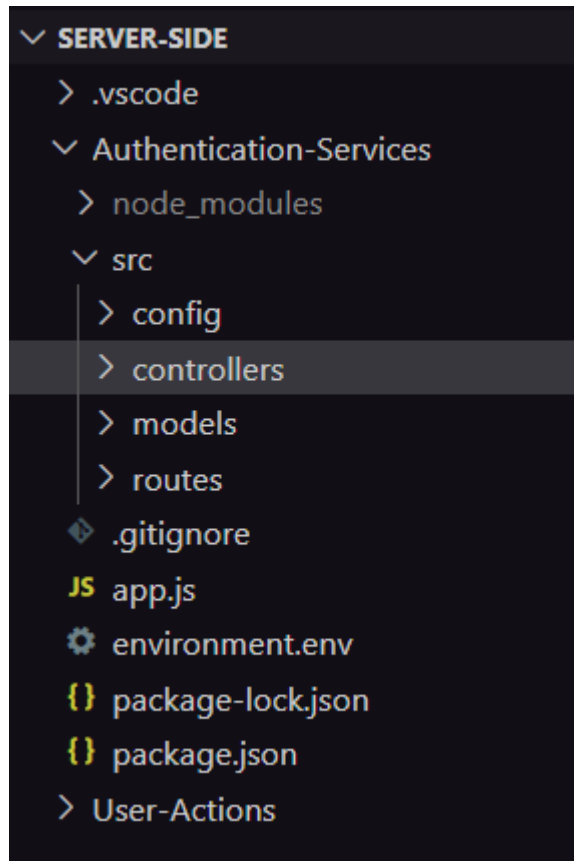 SERVER-SIDE
.vscode
Authentication-Services
node_modules
src
config
controllers
models
routes
.gitignore
JS app.js
environment.env
{} package-lock.json
{} package.json
User-Actions